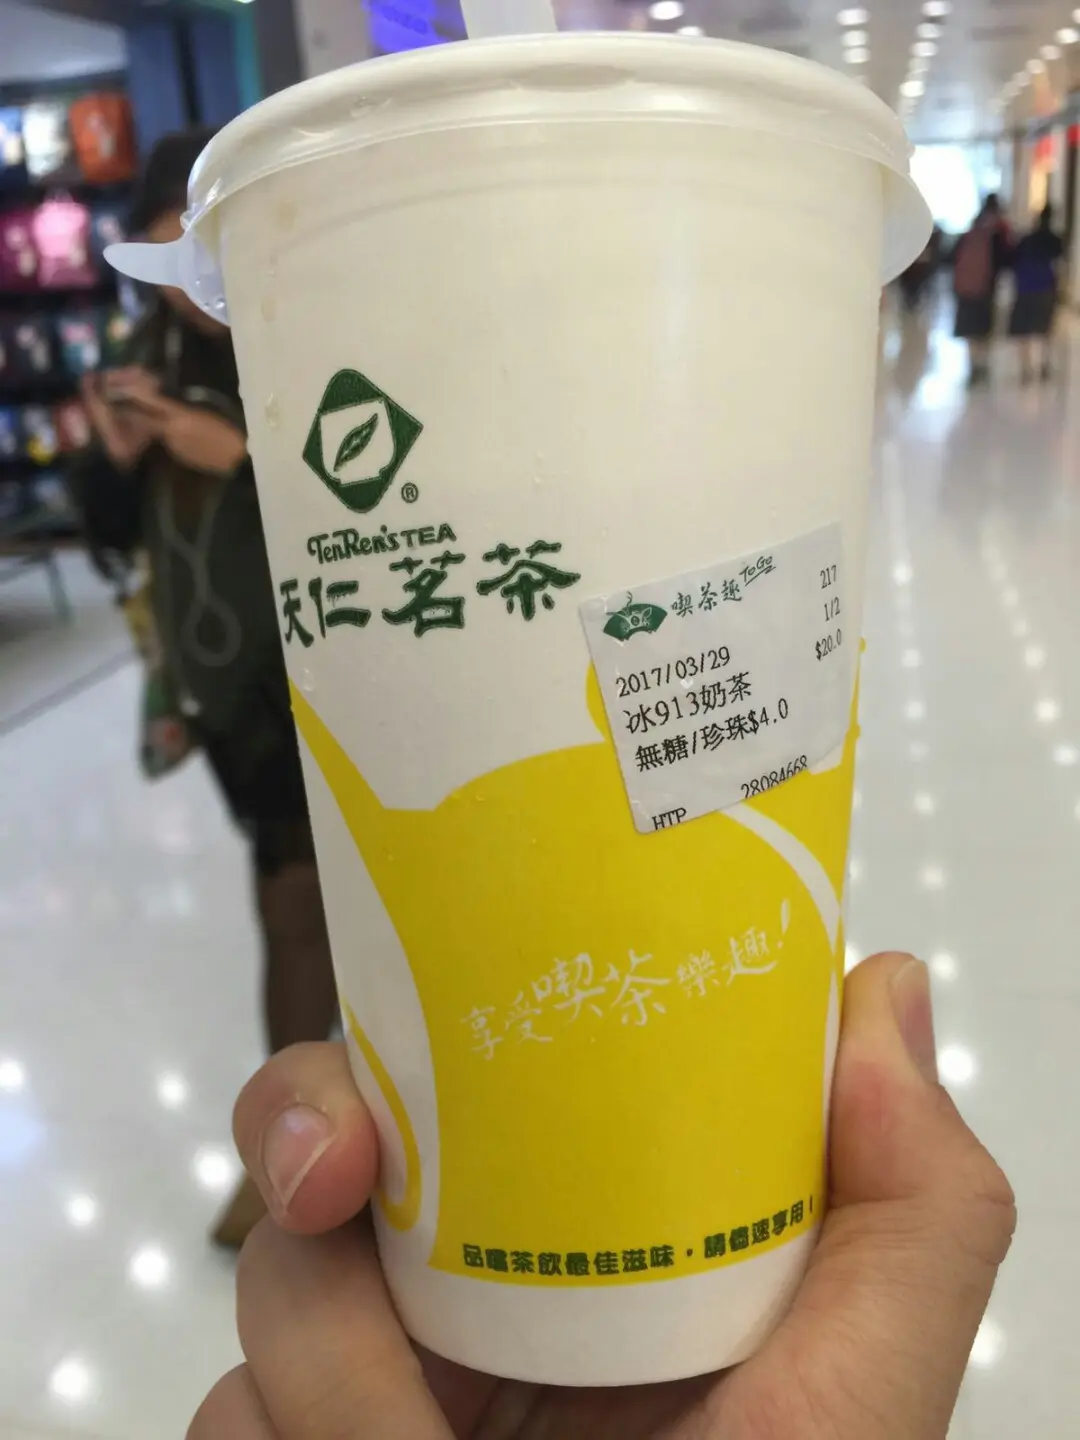 ®
TenRen's TEA
天仁茗茶
喫茶趣 ToGo
217
1/2
$20.0
2017/03/29
冰913奶茶
無糖/珍珠$4.0
28084668
HTP
享受喫茶樂趣!
品嚐茶飲最佳滋味,請儘速享用